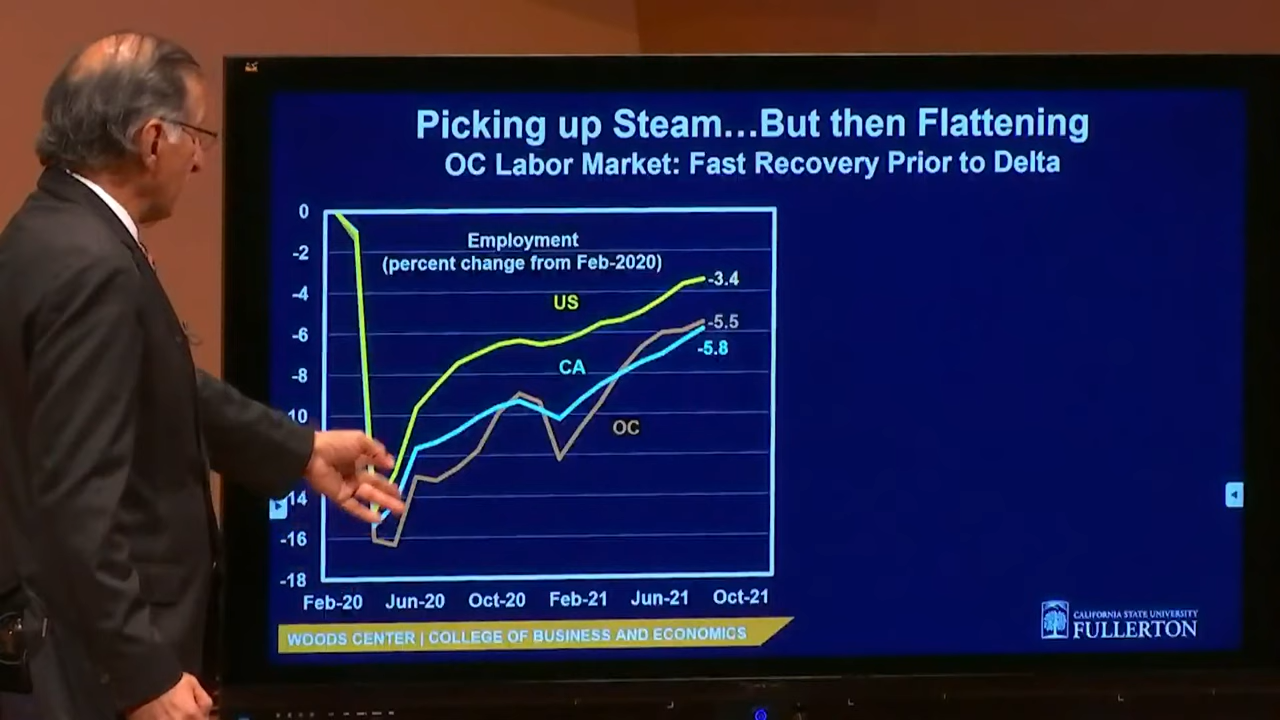 Picking up Steam...But then Flattening
OC Labor Market: Fast Recovery Prior to Delta
Employment
(percent change from Feb-2020)
0
-2
-4
-6
-8
10
14
-16
-18
US
CA
OC
-3.4
-5.5
-5.8
Feb-20 Jun-20 Oct-20 Feb-21 Jun-21 Oct-21
WOODS CENTER | COLLEGE OF BUSINESS AND ECONOMICS
CALIFORNIA STATE UNIVERSITY
FULLERTON